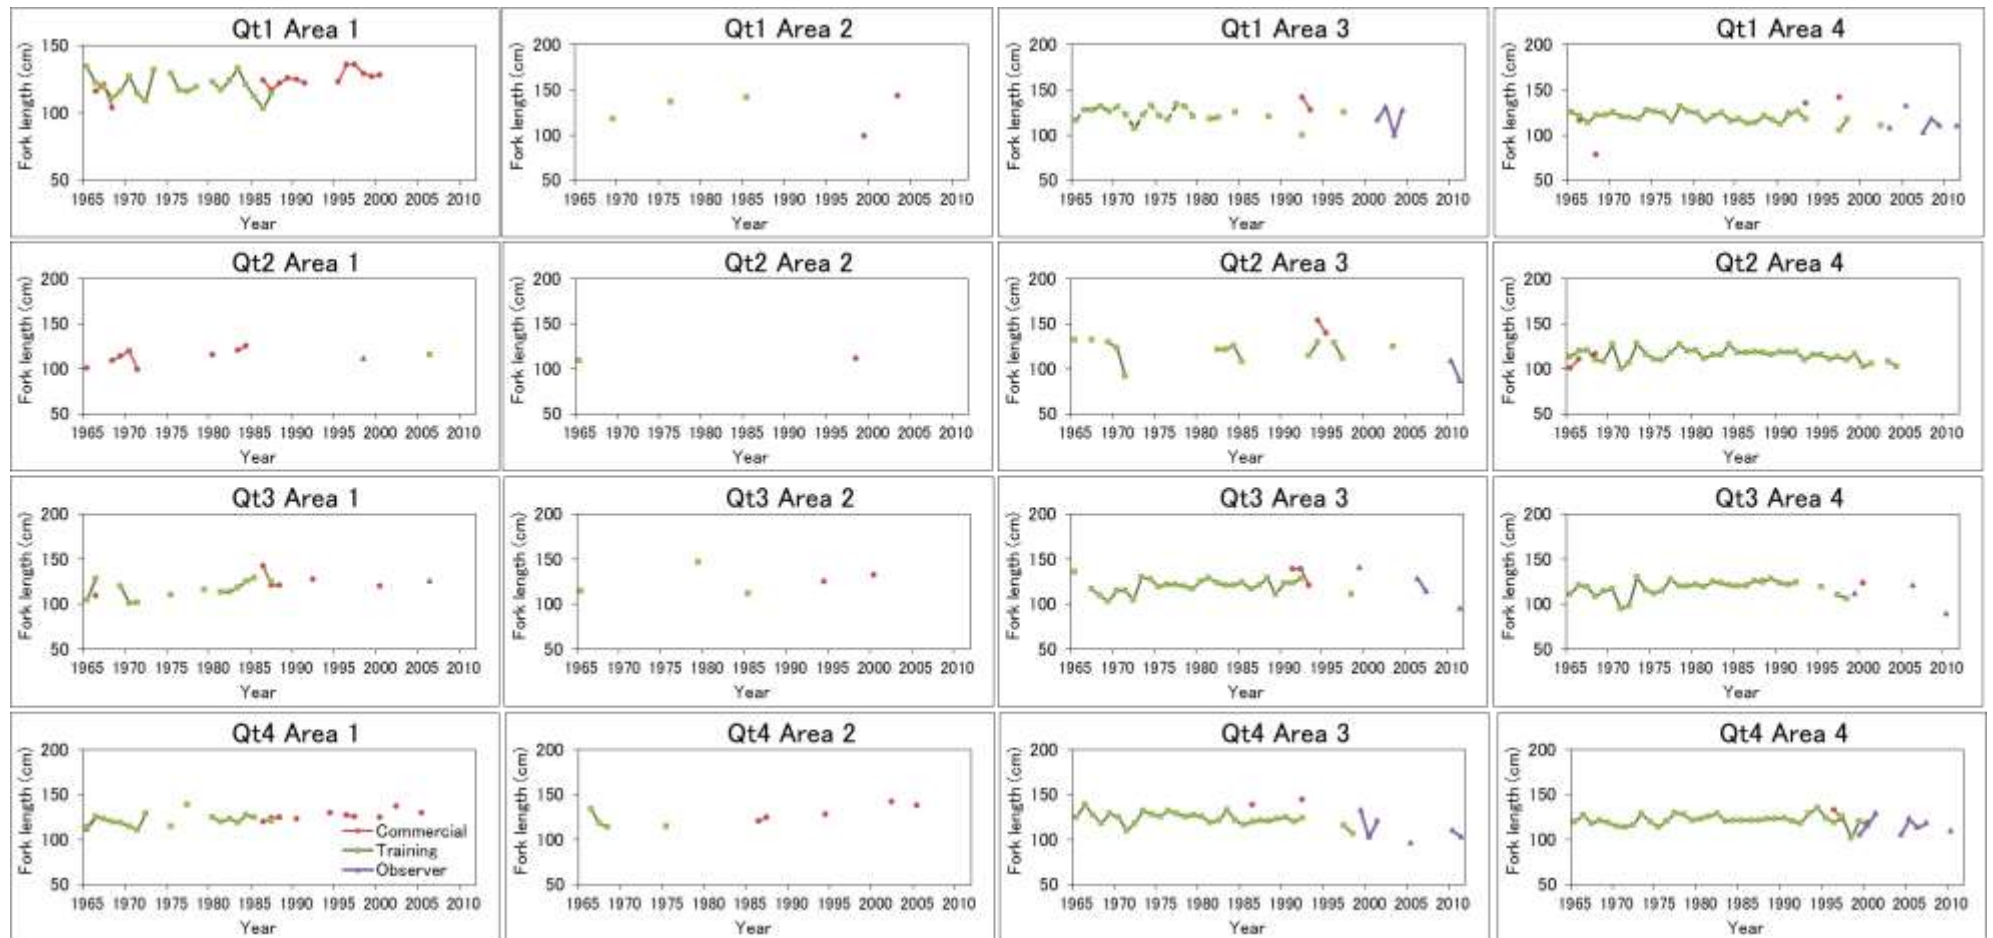 Qt1 Area 1
Fork length (cm)
150
100
50
1965 1970 1975 1980 1985 1990 1995 2000 2005 2010
Year
Qt1 Area 2
Fork length (cm)
200
150
100
50
1965 1970 1975 1980 1985 1990 1995 2000 2005 2010
Year
Qt1 Area 3
Fork length (cm)
200
150
100
50
1965 1970 1975 1980 1985 1990 1995 2000 2005 2010
Year
Qt1 Area 4
Fork length (cm)
200
150
100
50
1965 1970 1975 1980 1985 1990 1995 2000 2005 2010
Year
Qt2 Area 1
Fork length (cm)
200
150
100
50
1965 1970 1975 1980 1985 1990 1995 2000 2005 2010
Year
Qt2 Area 2
Fork length (cm)
200
150
100
50
1965 1970 1975 1980 1985 1990 1995 2000 2005 2010
Year
Qt2 Area 3
Fork length (cm)
200
150
100
50
1965 1970 1975 1980 1985 1990 1995 2000 2005 2010
Year
Qt2 Area 4
Fork length (cm)
200
150
100
50
1965 1970 1975 1980 1985 1990 1995 2000 2005 2010
Year
Qt3 Area 1
Fork length (cm)
200
150
100
50
1965 1970 1975 1980 1985 1990 1995 2000 2005 2010
Year
Qt3 Area 2
Fork length (cm)
200
150
100
50
1965 1970 1975 1980 1985 1990 1995 2000 2005 2010
Year
Qt3 Area 3
Fork length (cm)
200
150
100
50
1965 1970 1975 1980 1985 1990 1995 2000 2005 2010
Year
Qt3 Area 4
Fork length (cm)
200
150
100
50
1965 1970 1975 1980 1985 1990 1995 2000 2005 2010
Year
Qt4 Area 1
Fork length (cm)
200
150
100
50
Commercial
Training
Observer
1965 1970 1975 1980 1985 1990 1995 2000 2005 2010
Year
Qt4 Area 2
Fork length (cm)
200
150
100
50
1965 1970 1975 1980 1985 1990 1995 2000 2005 2010
Year
Qt4 Area 3
Fork length (cm)
200
150
100
50
1965 1970 1975 1980 1985 1990 1995 2000 2005 2010
Year
Qt4 Area 4
Fork length (cm)
200
150
100
50
1965 1970 1975 1980 1985 1990 1995 2000 2005 2010
Year